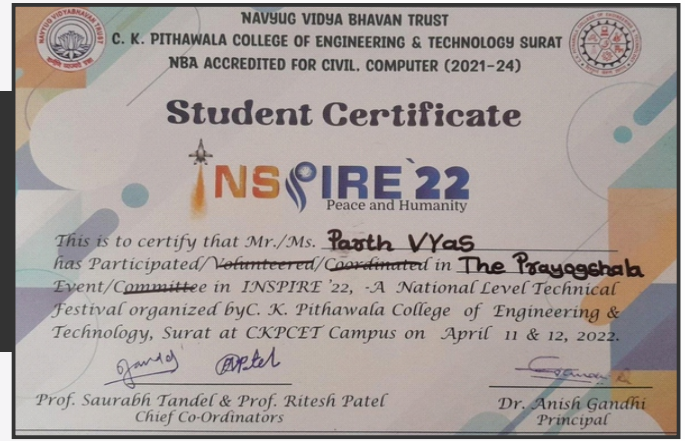 NAVYUG VIDYA BHAVAN TRUST
C. K. PITHAWALA COLLEGE OF ENGINEERING & TECHNOLOGY SURAT
NBA ACCREDITED FOR CIVIL. COMPUTER (2021-24)
Student Certificate
INSPIRE`22
Peace and Humanity
This is to certify that Mr./Ms. Parth VYas
has Participated/Volunteered/Coordinated in The Prayogshala
Event/Committee in INSPIRE '22, -A National Level Technical
Festival organized byC. K. Pithawala College of Engineering &
Technology, Surat at CKPCET Campus on April 11 & 12, 2022.
Prof. Saurabh Tandel & Prof. Ritesh Patel
Chief Co-Ordinators
Dr. Anish Gandhi
Principal